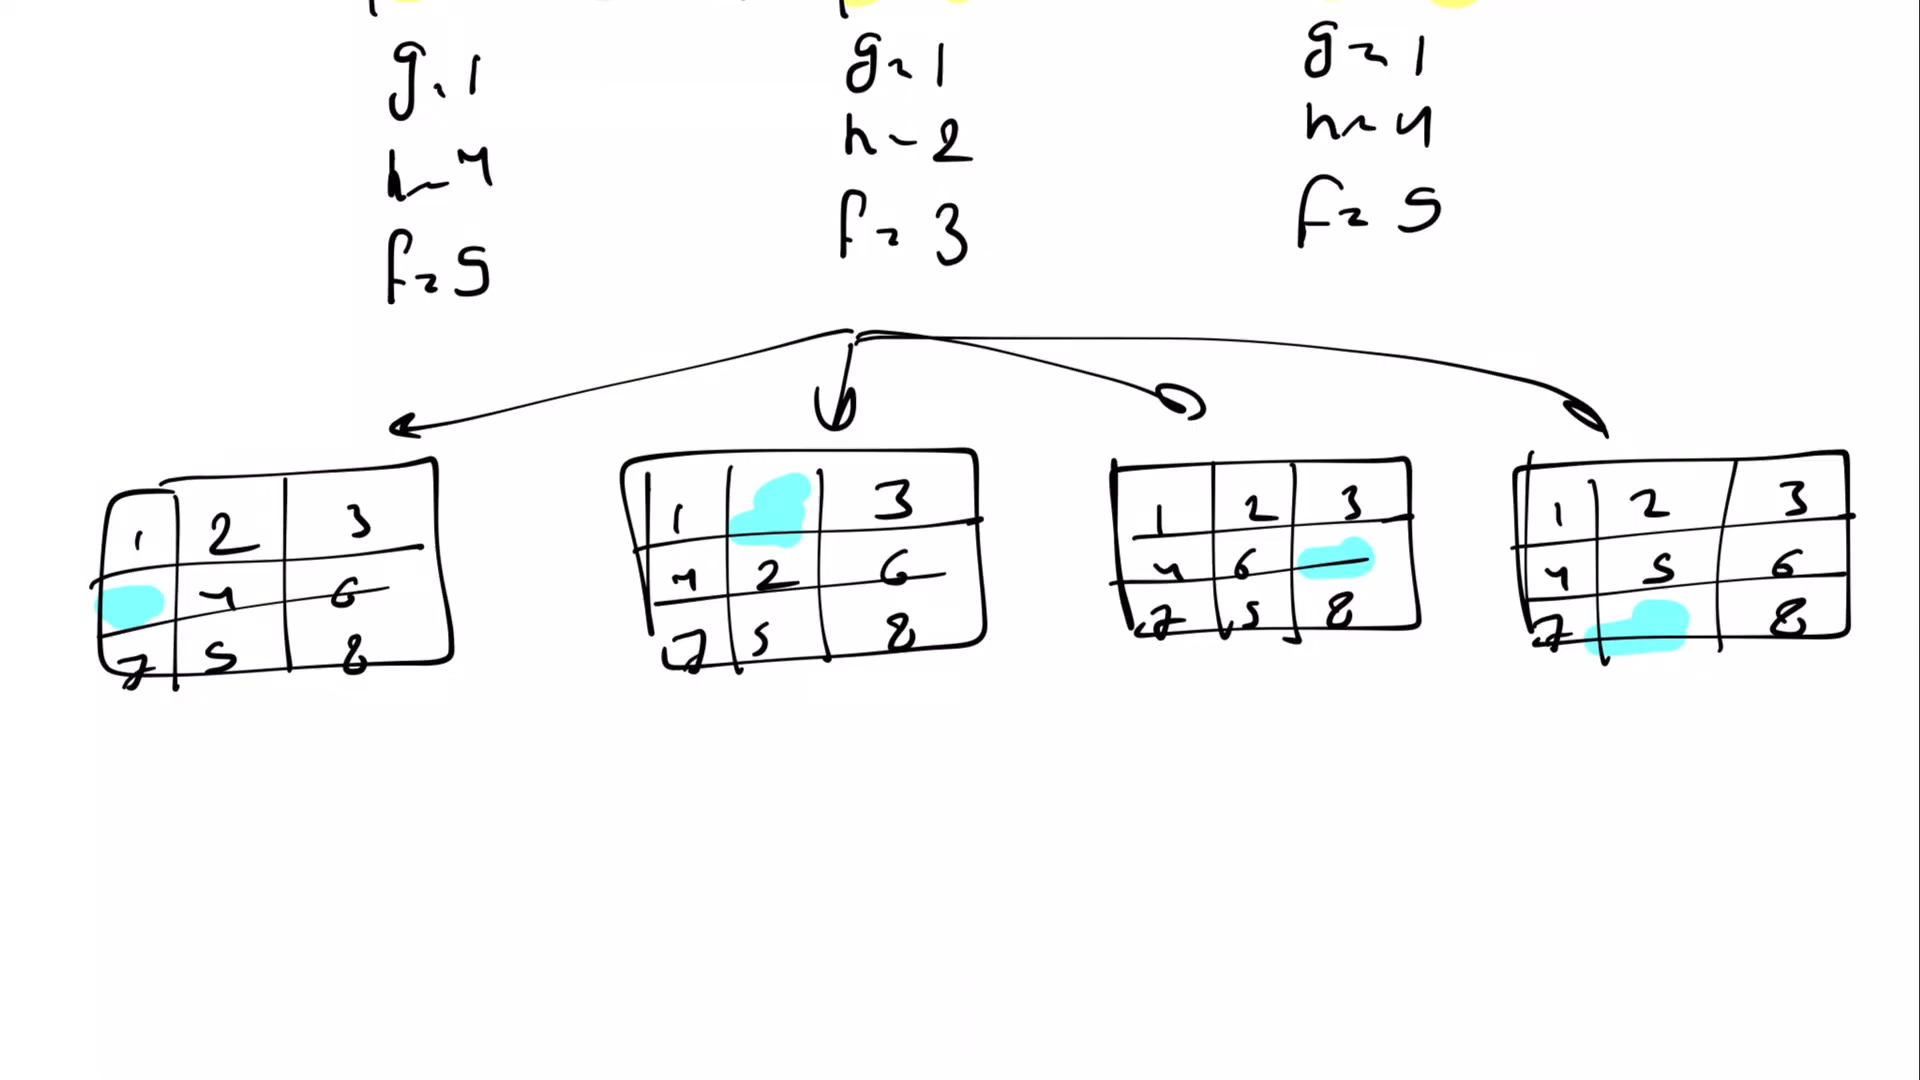 g=1 g=1 g=1
h=4 h=2 h=4
f=5 f=3 f=5
1 2 3
4 6
7 5 8
1 3
4 2 6
7 5 8
1 2 3
4 6
7 5 8
1 2 3
4 5 6
7 8